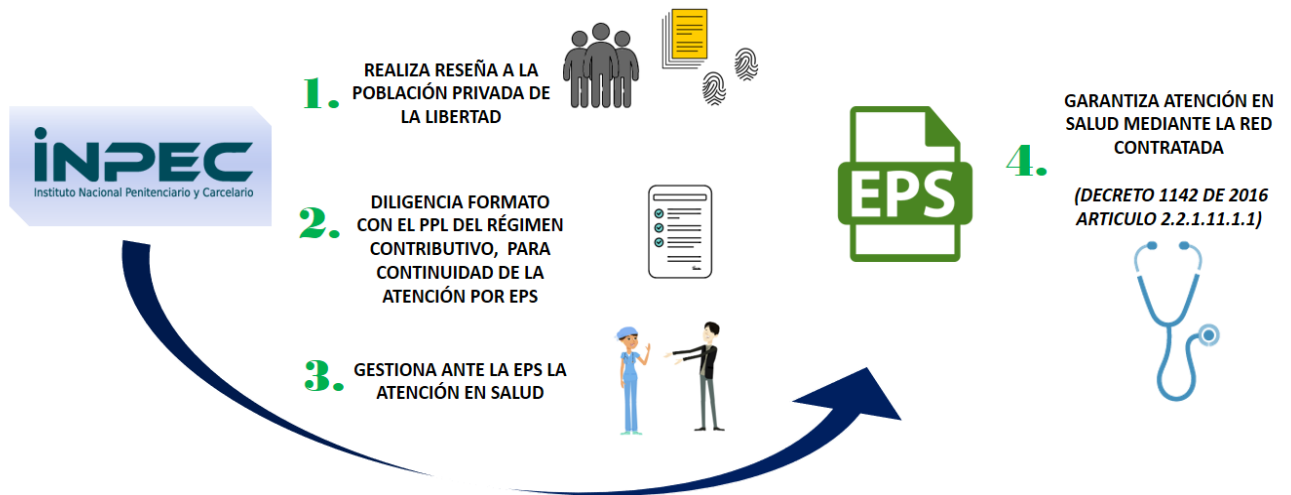 INPEC
Instituto Nacional Penitenciario y Carcelario
1.
REALIZA RESEÑA A LA
POBLACIÓN PRIVADA DE
LA LIBERTAD
2.
DILIGENCIA FORMATO
CON EL PPL DEL RÉGIMEN
CONTRIBUTIVO, PARA
CONTINUIDAD DE LA
ATENCIÓN POR EPS
3.
GESTIONA ANTE LA EPS LA
ATENCIÓN EN SALUD
EPS
4.
GARANTIZA ATENCIÓN EN
SALUD MEDIANTE LA RED
CONTRATADA
(DECRETO 1142 DE 2016
ARTICULO 2.2.1.11.1.1)